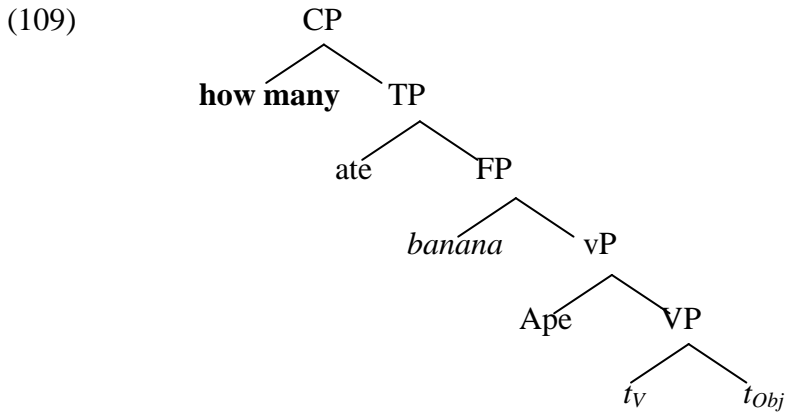 (109) CP
how many TP
ate FP
banana vP
Ape VP
tV tObj